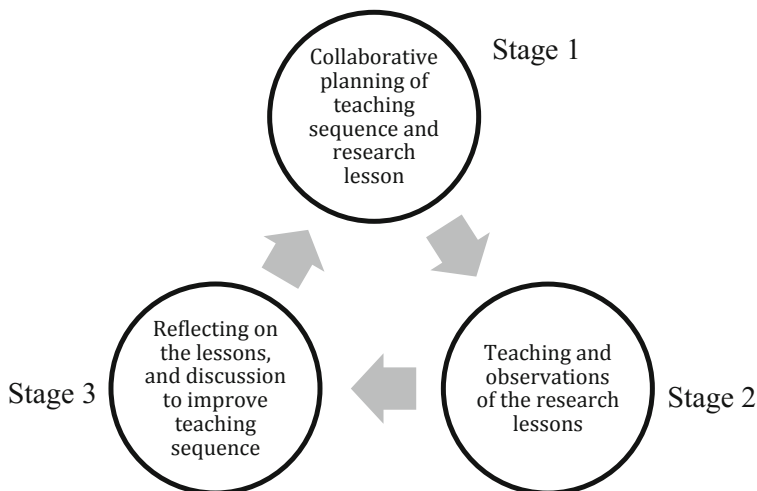 Stage 1
Collaborative
planning of
teaching
sequence and
research
lesson
Teaching and
observations
of the research
lessons
Stage 2
Reflecting on
the lessons,
and discussion
to improve
teaching
sequence
Stage 3